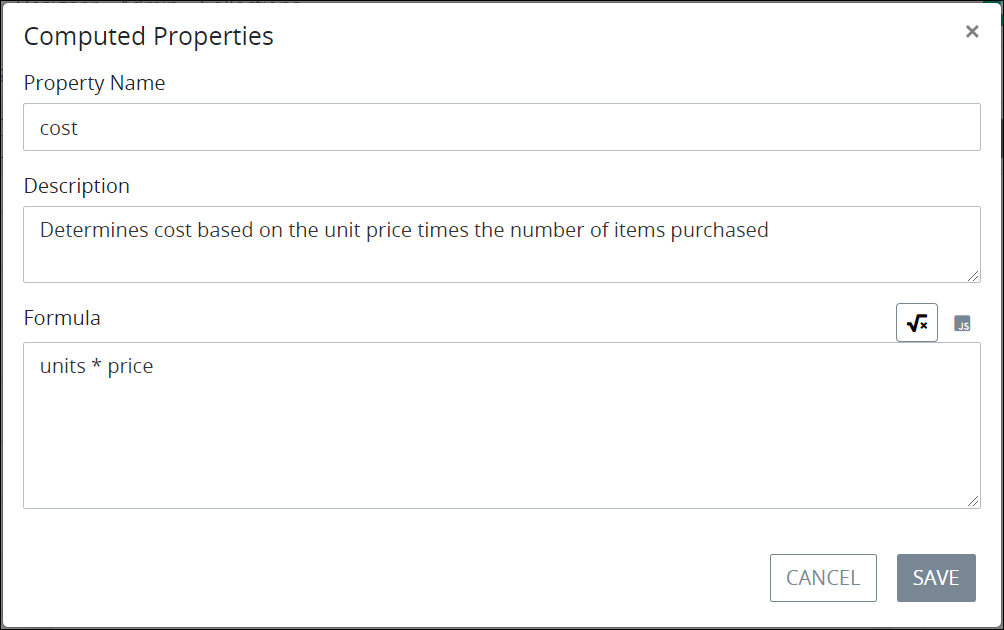 Computed Properties
×
Property Name
cost
Description
Determines cost based on the unit price times the number of items purchased
Formula
√x
JS
units * price
CANCEL
SAVE